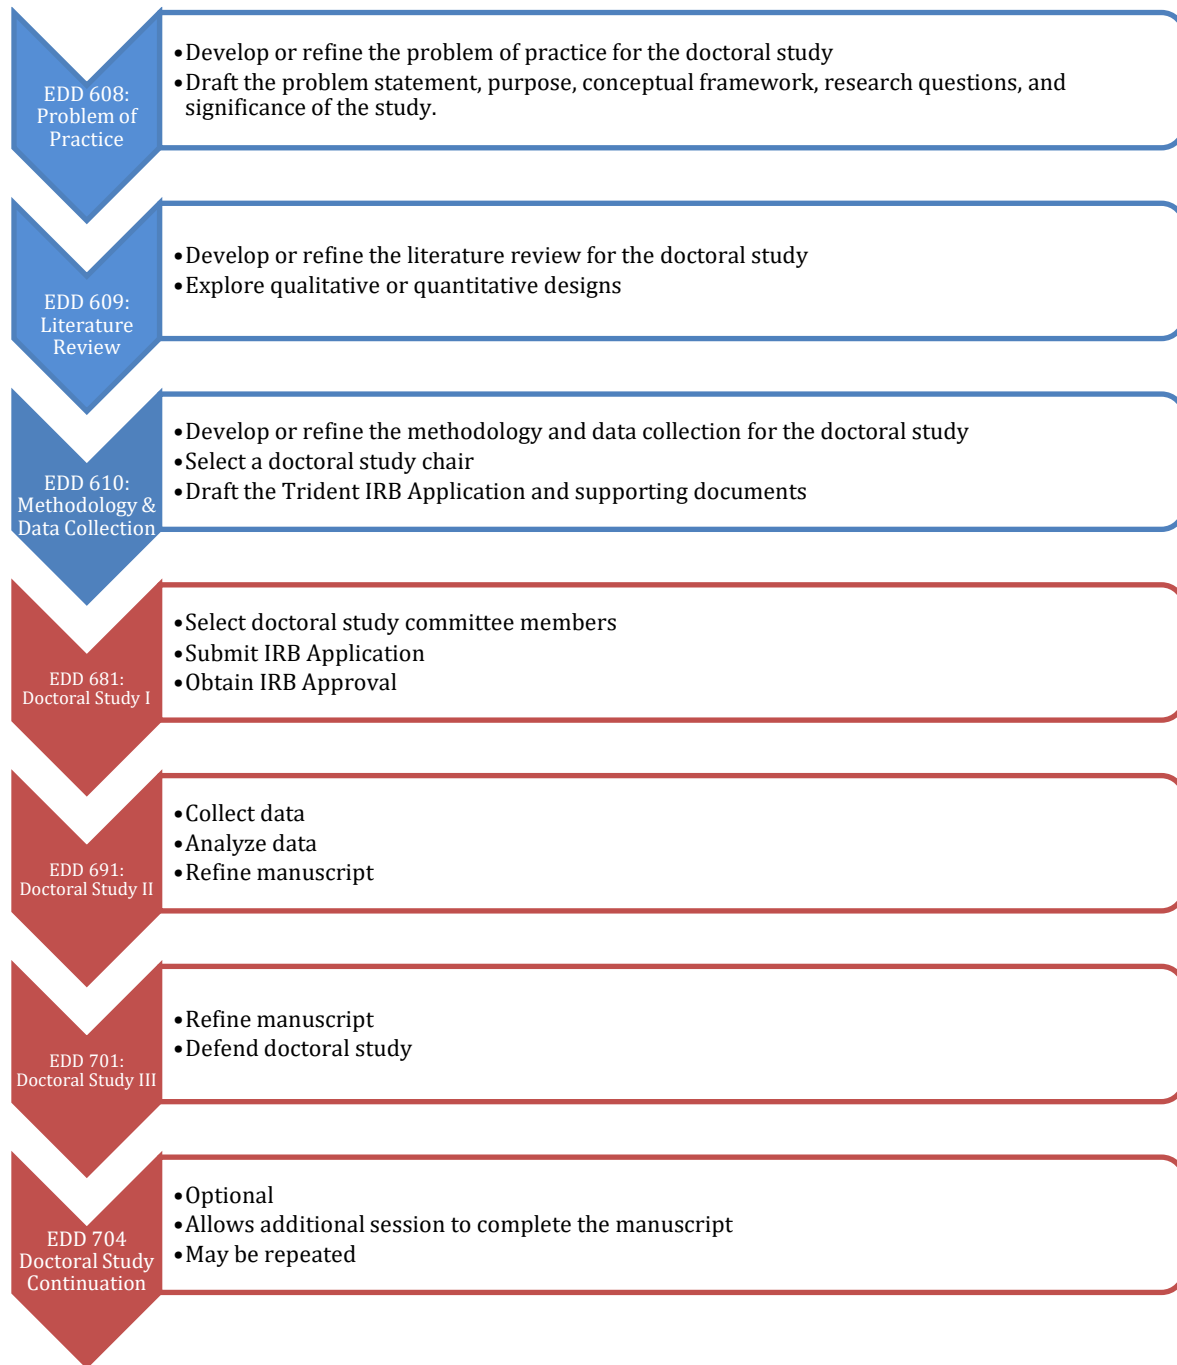 EDD 608:
Problem of
Practice
•Develop or refine the problem of practice for the doctoral study
•Draft the problem statement, purpose, conceptual framework, research questions, and
significance of the study.
EDD 609:
Literature
Review
•Develop or refine the literature review for the doctoral study
•Explore qualitative or quantitative designs
EDD 610:
Methodology &
Data Collection
•Develop or refine the methodology and data collection for the doctoral study
•Select a doctoral study chair
•Draft the Trident IRB Application and supporting documents
EDD 681:
Doctoral Study I
•Select doctoral study committee members
•Submit IRB Application
•Obtain IRB Approval
EDD 691:
Doctoral Study II
•Collect data
•Analyze data
•Refine manuscript
EDD 701:
Doctoral Study III
•Refine manuscript
•Defend doctoral study
EDD 704
Doctoral Study
Continuation
•Optional
•Allows additional session to complete the manuscript
•May be repeated